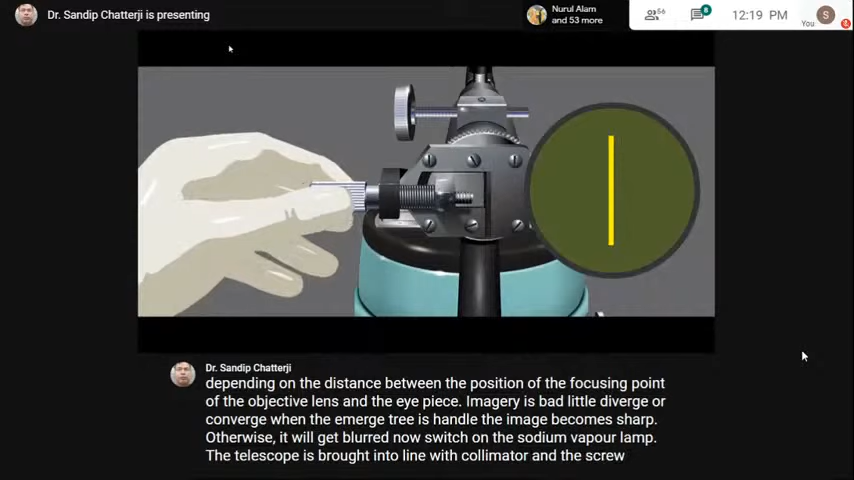 Dr. Sandip Chatterji is presenting
Nurul Alam
and 53 more
56
8
12:19 PM
You
S
Dr. Sandip Chatterji
depending on the distance between the position of the focusing point
of the objective lens and the eye piece. Imagery is bad little diverge or
converge when the emerge tree is handle the image becomes sharp.
Otherwise, it will get blurred now switch on the sodium vapour lamp.
The telescope is brought into line with collimator and the screw